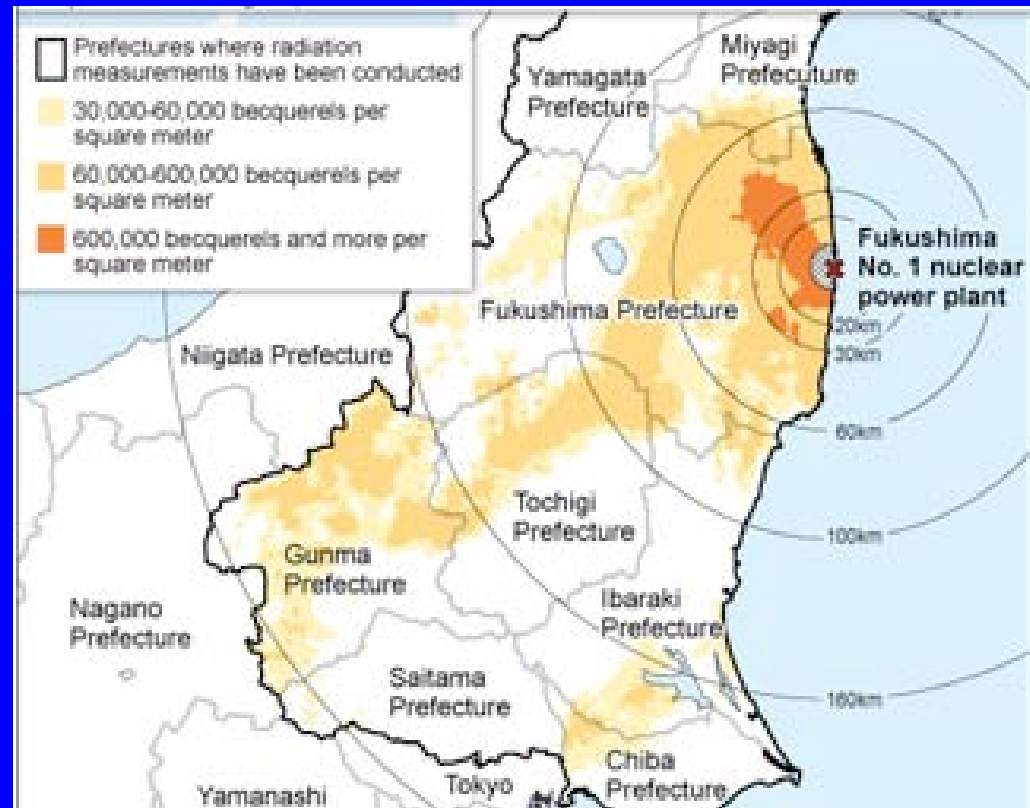 Prefectures where radiation
measurements have been conducted
30,000-60,000 becquerels per
square meter
60,000-600,000 becquerels per
square meter
600,000 becquerels and more per
square meter
Miyagi
Prefecuture
Yamagata
Prefecture
Fukushima
No. 1 nuclear
power plant
Fukushima Prefecture
20km
30km
Niigata Prefecture
60km
Tochigi
Prefecture
100km
Gunma
Prefecture
Ibaraki
Prefecture
Nagano
Prefecture
Saitama
Prefecture
160km
Chiba
Prefecture
Tokyo
Yamanashi